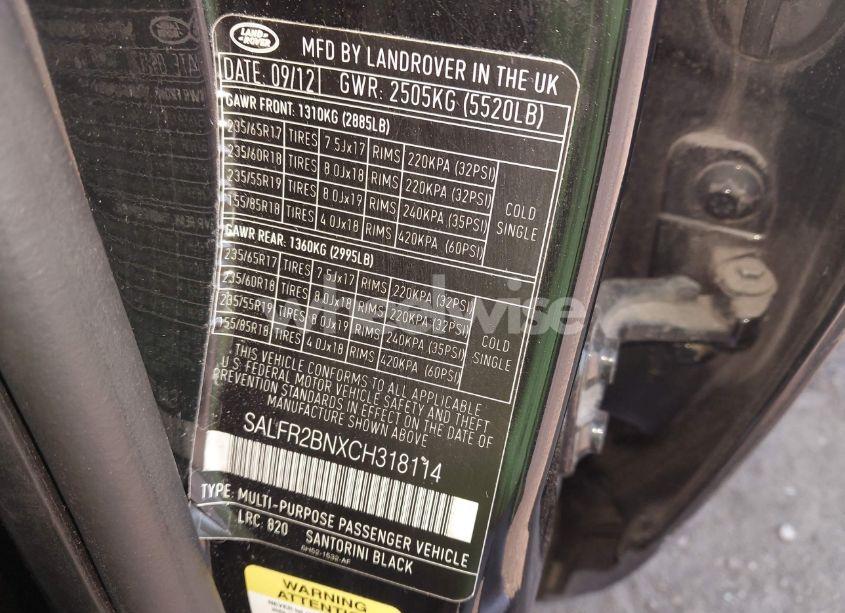 LAND ROVER
MFD BY LANDROVER IN THE UK
DATE: 09/12 GWR: 2505KG (5520LB)
GAWR FRONT: 1310KG (2885LB)
235/65R17 TIRES 7.5Jx17 RIMS 220KPA (32PSI)
235/60R18 TIRES 8.0Jx18 RIMS 220KPA (32PSI)
235/55R19 TIRES 8.0Jx19 RIMS 240KPA (35PSI)
155/85R18 TIRES 4.0Jx18 RIMS 420KPA (60PSI)
COLD
SINGLE
GAWR REAR: 1360KG (2995LB)
235/65R17 TIRES 7.5Jx17 RIMS 220KPA (32PSI)
235/60R18 TIRES 8.0Jx18 RIMS 220KPA (32PSI)
235/55R19 TIRES 8.0Jx19 RIMS 240KPA (35PSI)
155/85R18 TIRES 4.0Jx18 RIMS 420KPA (60PSI)
COLD
SINGLE
THIS VEHICLE CONFORMS TO ALL APPLICABLE
U.S. FEDERAL MOTOR VEHICLE SAFETY AND THEFT
PREVENTION STANDARDS IN EFFECT ON THE DATE OF
MANUFACTURE SHOWN ABOVE
SALFR2BNXCH318114
TYPE: MULTI-PURPOSE PASSENGER VEHICLE
LRC: 820 SANTORINI BLACK
WARNING
ATTENTION